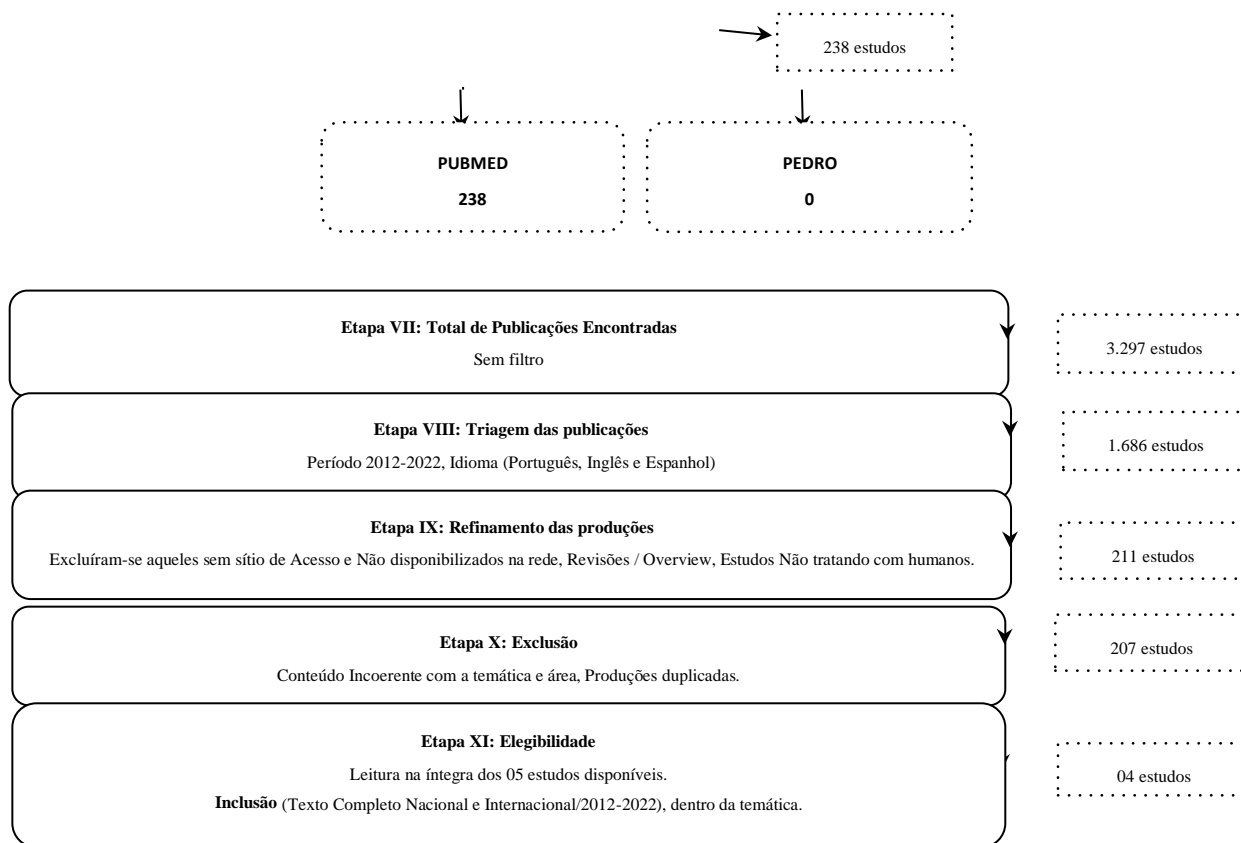 238 estudos
PUBMED
238
PEDRO
0
Etapa VII: Total de Publicações Encontradas
Sem filtro
3.297 estudos
Etapa VIII: Triagem das publicações
Período 2012-2022, Idioma (Português, Inglês e Espanhol)
1.686 estudos
Etapa IX: Refinamento das produções
Excluíram-se aqueles sem sítio de Acesso e Não disponibilizados na rede, Revisões / Overview, Estudos Não tratando com humanos.
211 estudos
Etapa X: Exclusão
Conteúdo Incoerente com a temática e área, Produções duplicadas.
207 estudos
Etapa XI: Elegibilidade
Leitura na íntegra dos 05 estudos disponíveis.
Inclusão (Texto Completo Nacional e Internacional/2012-2022), dentro da temática.
04 estudos